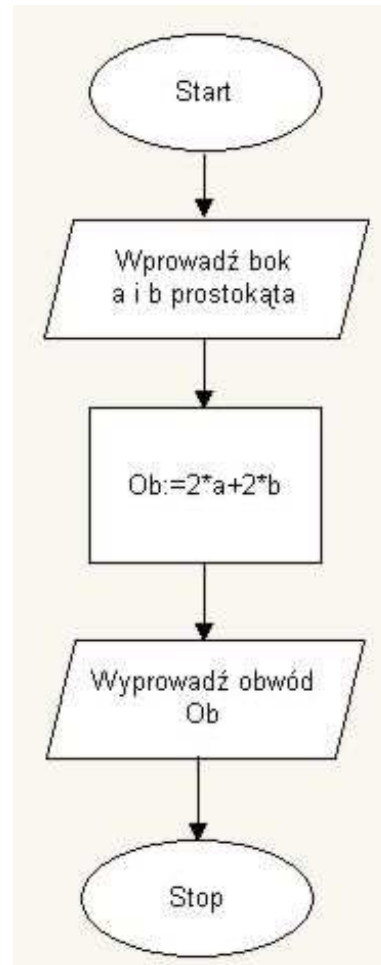 Start
Wprowadź bok
a i b prostokąta
Ob:=2*a+2*b
Wyprowadź obwód
Ob
Stop